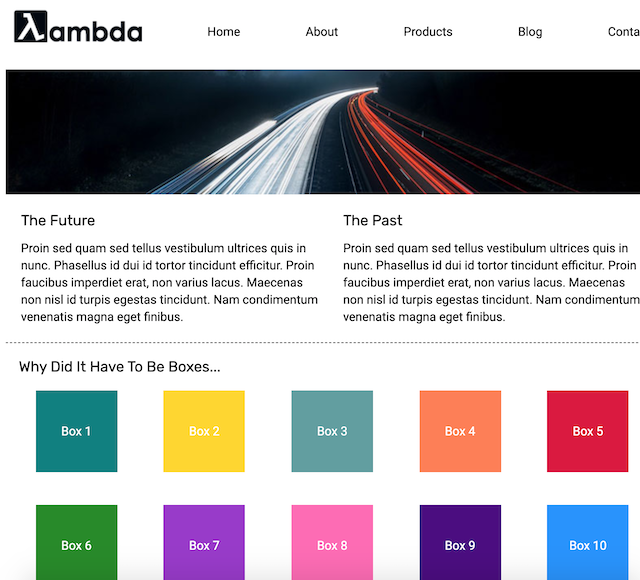 λambda
Home About Products Blog Conta
The Future
Proin sed quam sed tellus vestibulum ultrices quis in
nunc. Phasellus id dui id tortor tincidunt efficitur. Proin
faucibus imperdiet erat, non varius lacus. Maecenas
non nisl id turpis egestas tincidunt. Nam condimentum
venenatis magna eget finibus.
The Past
Proin sed quam sed tellus vestibulum ultrices quis in
nunc. Phasellus id dui id tortor tincidunt efficitur. Proin
faucibus imperdiet erat, non varius lacus. Maecenas
non nisl id turpis egestas tincidunt. Nam condimentum
venenatis magna eget finibus.
Why Did It Have To Be Boxes...
Box 1 Box 2 Box 3 Box 4 Box 5
Box 6 Box 7 Box 8 Box 9 Box 10